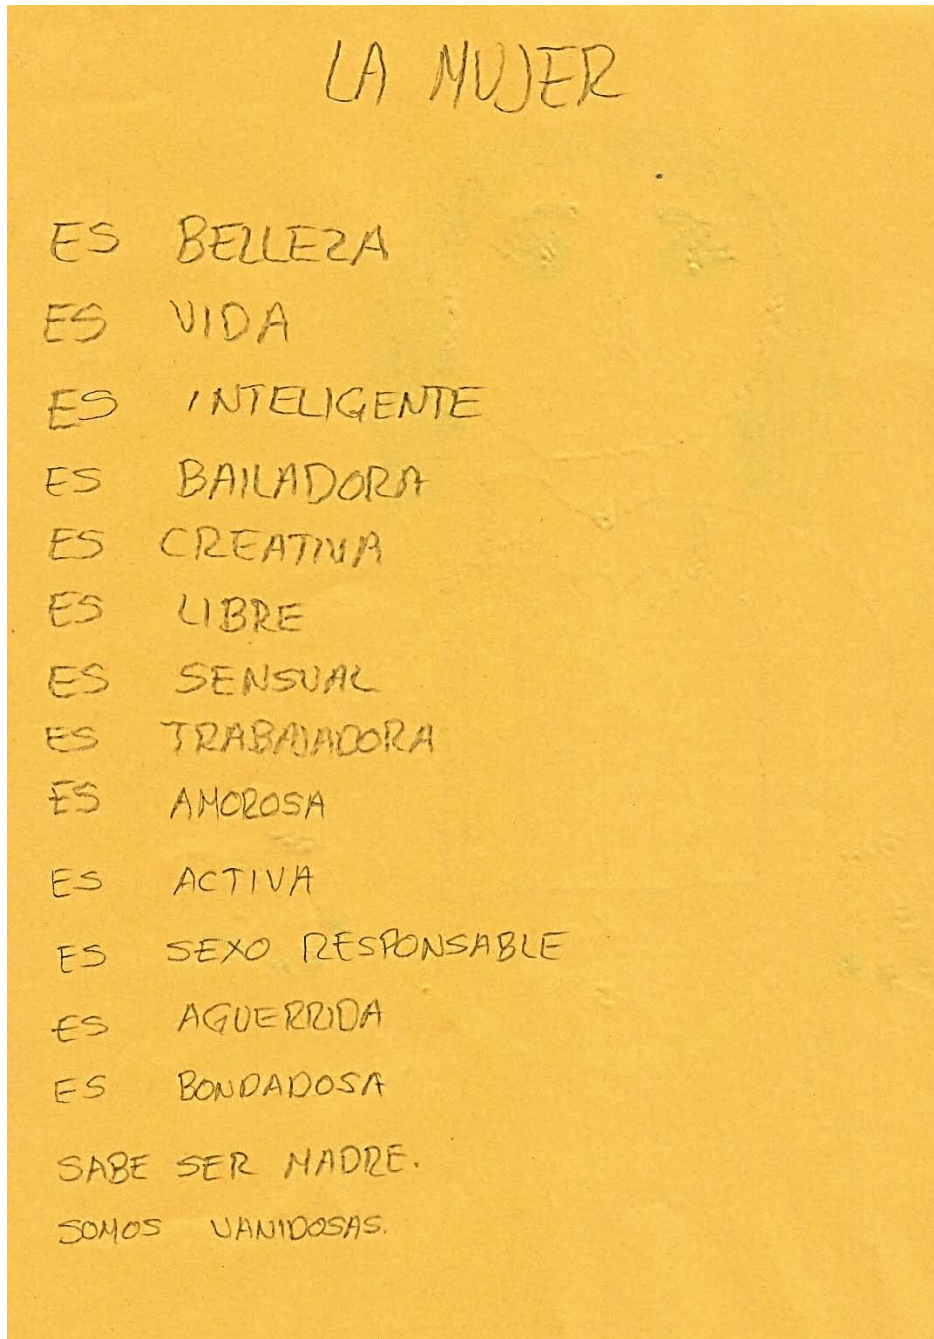 LA MUJER
ES BELLEZA
ES VIDA
ES INTELIGENTE
ES BAILADORA
ES CREATIVA
ES LIBRE
ES SENSUAL
ES TRABAJADORA
ES AMOROSA
ES ACTIVA
ES SEXO RESPONSABLE
ES AGUERRIDA
ES BONDADOSA
SABE SER MADRE.
SOMOS VANIDOSAS.